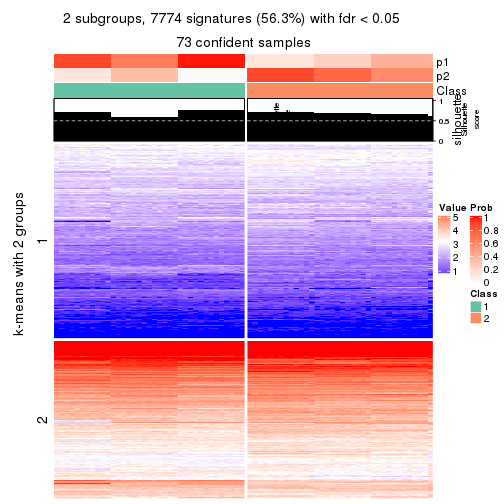 2 subgroups, 7774 signatures (56.3%) with fdr < 0.05
73 confident samples
p1
p2
Class
1
0.5
0
silhouette
Silhouette
score
k-means with 2 groups
1
2
Value
5
4
3
2
1
Prob
1
0.8
0.6
0.4
0.2
0
Class
1
2